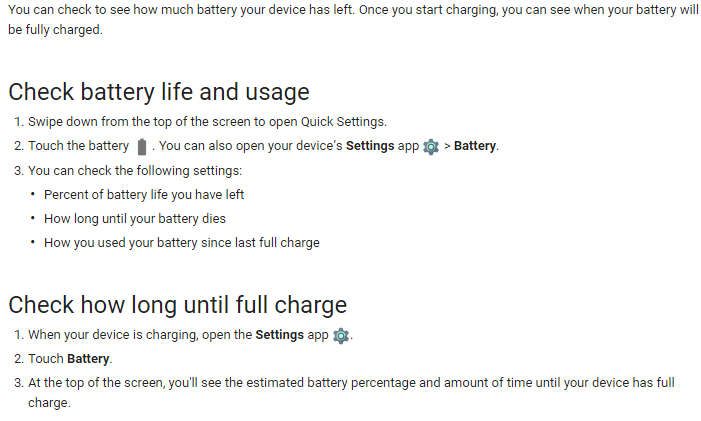 You can check to see how much battery your device has left. Once you start charging, you can see when your battery will
be fully charged.
Check battery life and usage
1. Swipe down from the top of the screen to open Quick Settings.
2. Touch the battery . You can also open your device's Settings app > Battery.
3. You can check the following settings:
• Percent of battery life you have left
• How long until your battery dies
• How you used your battery since last full charge
Check how long until full charge
1. When your device is charging, open the Settings app .
2. Touch Battery.
3. At the top of the screen, you'll see the estimated battery percentage and amount of time until your device has full
charge.